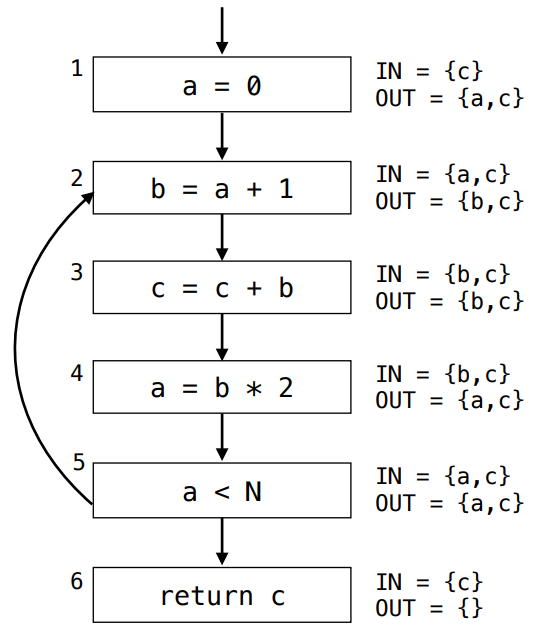 1
a = 0
IN = {c}
OUT = {a,c}
2
b = a + 1
IN = {a,c}
OUT = {b,c}
3
c = c + b
IN = {b,c}
OUT = {b,c}
4
a = b * 2
IN = {b,c}
OUT = {a,c}
5
a < N
IN = {a,c}
OUT = {a,c}
6
return c
IN = {c}
OUT = {}